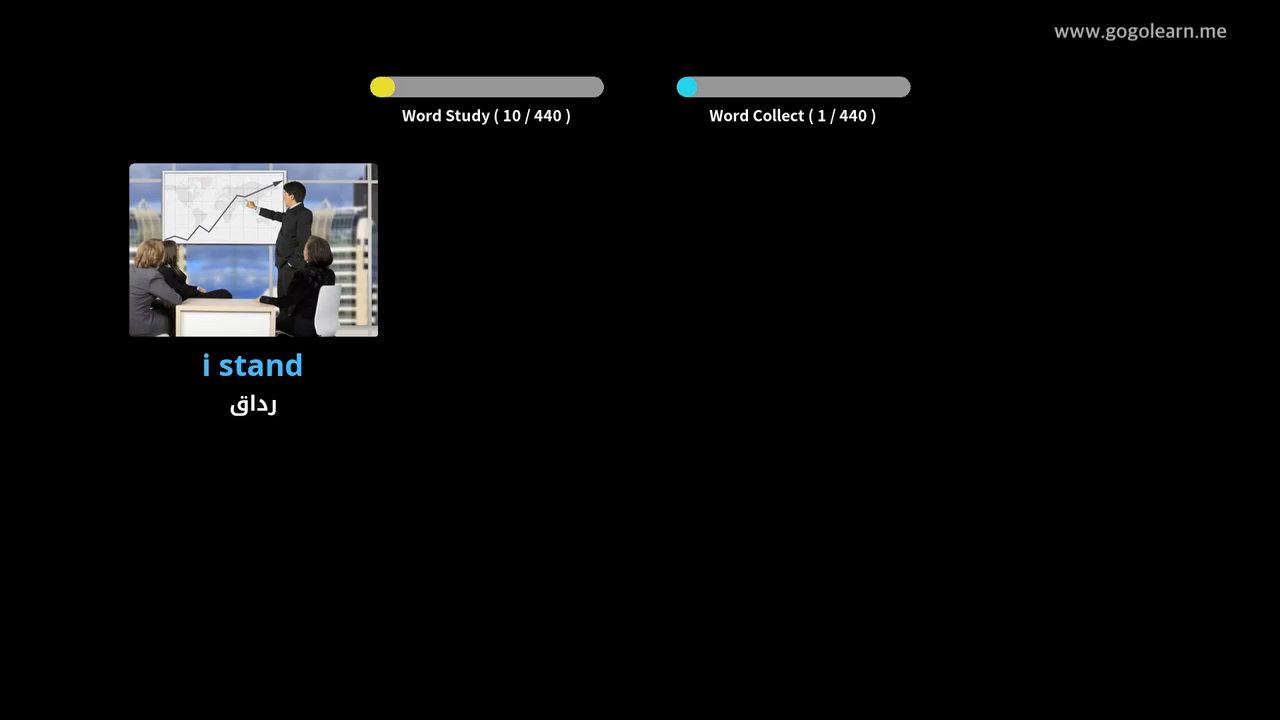 www.gogolearn.me
Word Study ( 10 / 440 )
Word Collect ( 1 / 440 )
i stand
رداق